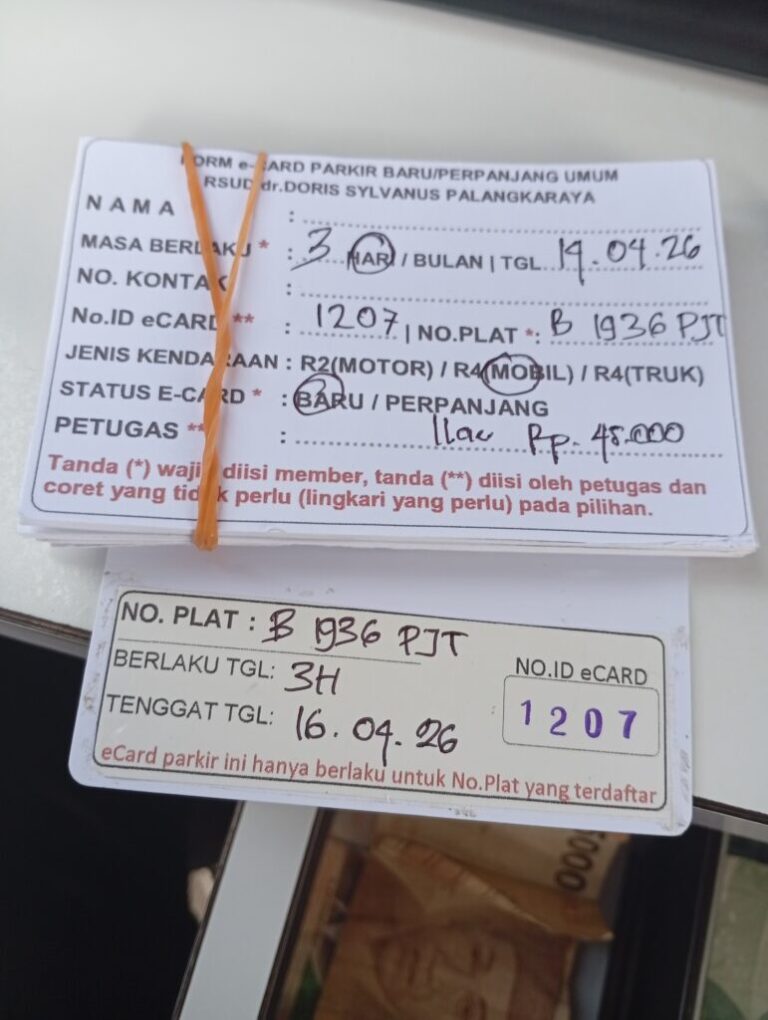 FORM e-CARD PARKIR BARU/PERPANJANG UMUM
RSUD dr.DORIS SYLVANUS PALANGKARAYA
NAMA :
MASA BERLAKU * : 3 HARI / BULAN | TGL 14.04.26
NO. KONTAK :
No.ID eCARD ** : 1207 | NO.PLAT *: B 1936 PJT
JENIS KENDARAAN : R2(MOTOR) / R4(MOBIL) / R4(TRUK)
STATUS E-CARD * : BARU / PERPANJANG
PETUGAS ** : Rp. 45.000
Tanda (*) wajib diisi member, tanda (**) diisi oleh petugas dan
coret yang tidak perlu (lingkari yang perlu) pada pilihan.
NO. PLAT : B 1936 PJT
BERLAKU TGL: 3H
TENGGAT TGL: 16.04.26
NO.ID eCARD
1207
eCard parkir ini hanya berlaku untuk No.Plat yang terdaftar